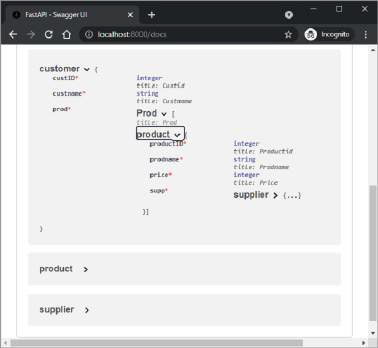 FastAPI - Swagger UI
localhost:8000/docs
Incognito
customer {
custID* integer
title: Custid
custname* string
title: Custname
prod* Prod [
title: Prod
product {
productID* integer
title: Productid
prodname* string
title: Prodname
price* integer
title: Price
supp* supplier {...}
}]
}
product
supplier